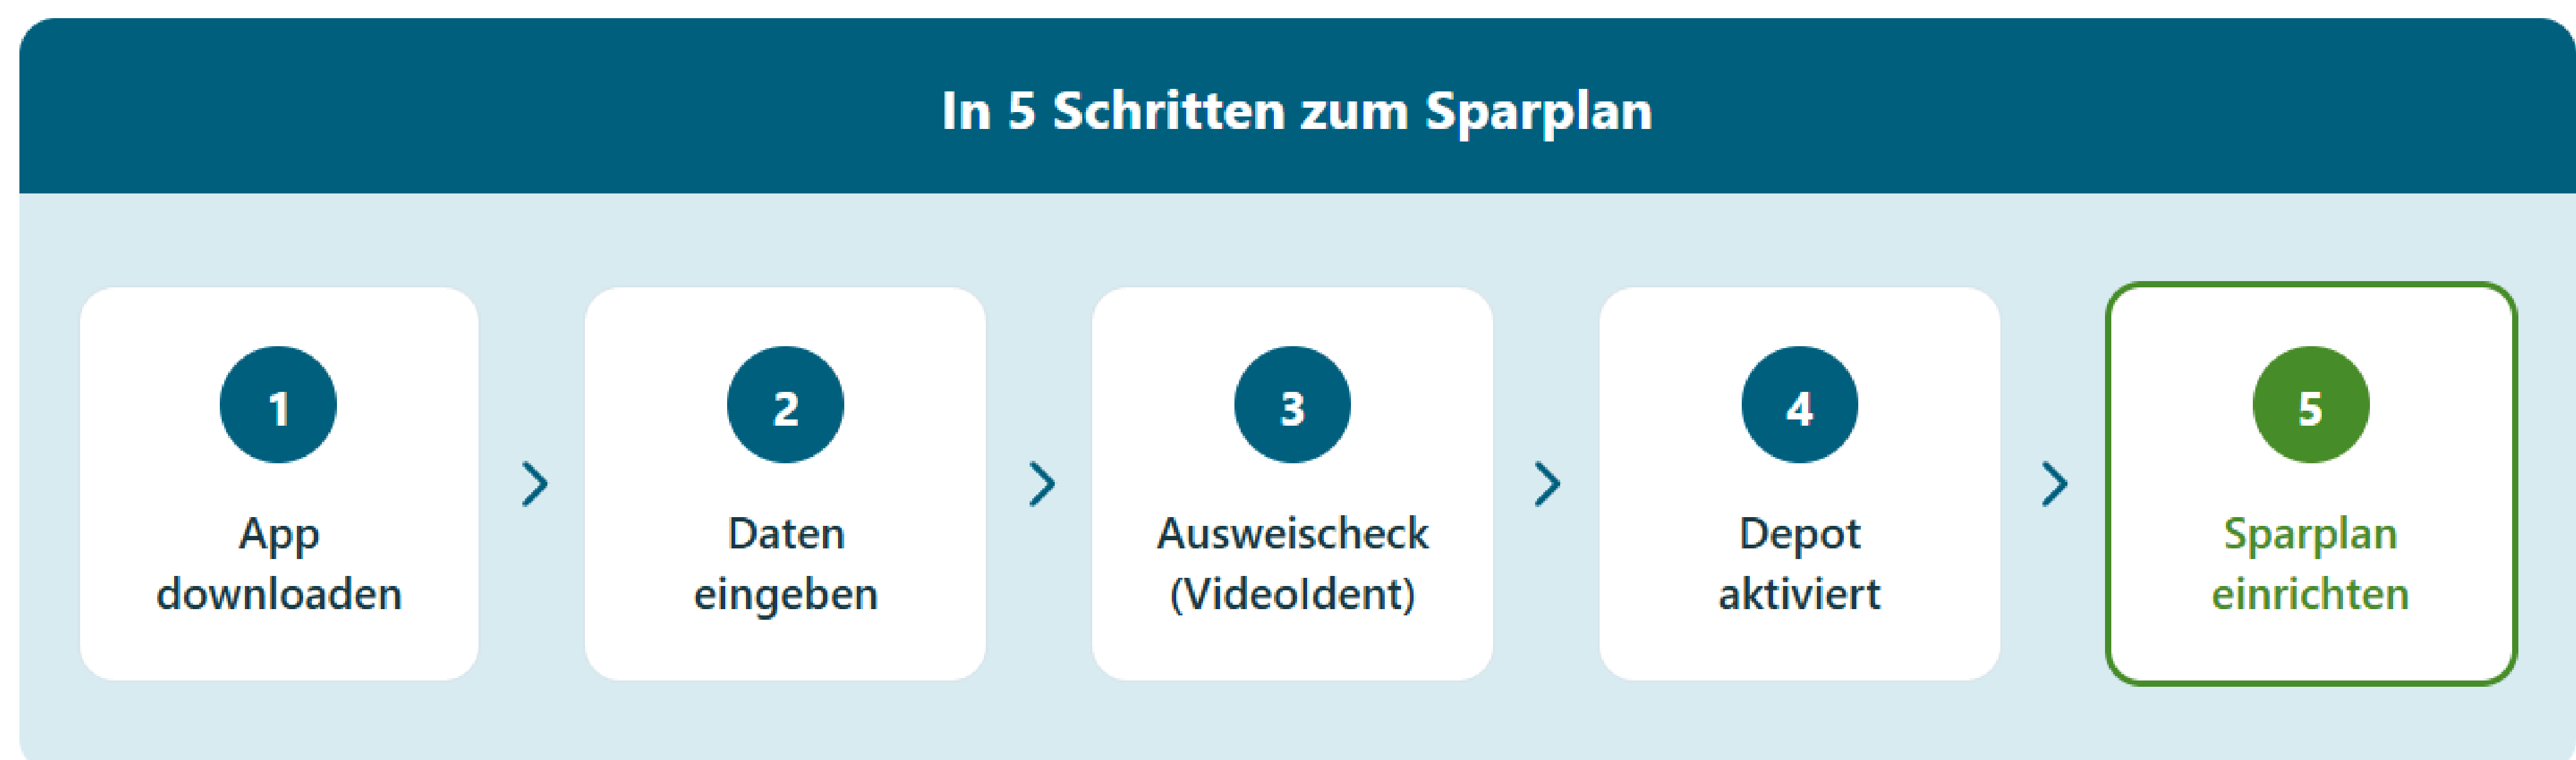 In 5 Schritten zum Sparplan
1
App
downloaden
2
Daten
eingeben
3
Ausweischeck
(VideoIdent)
4
Depot
aktiviert
5
Sparplan
einrichten